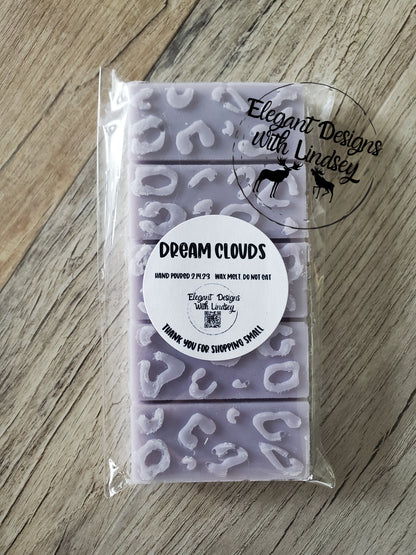 Elegant Designs
With Lindsey
DREAM CLOUDS
HAND POURED 2.14.23 WAX MELT. DO NOT EAT
Elegant Designs
With Lindsey
THANK YOU FOR SHOPPING SMALL